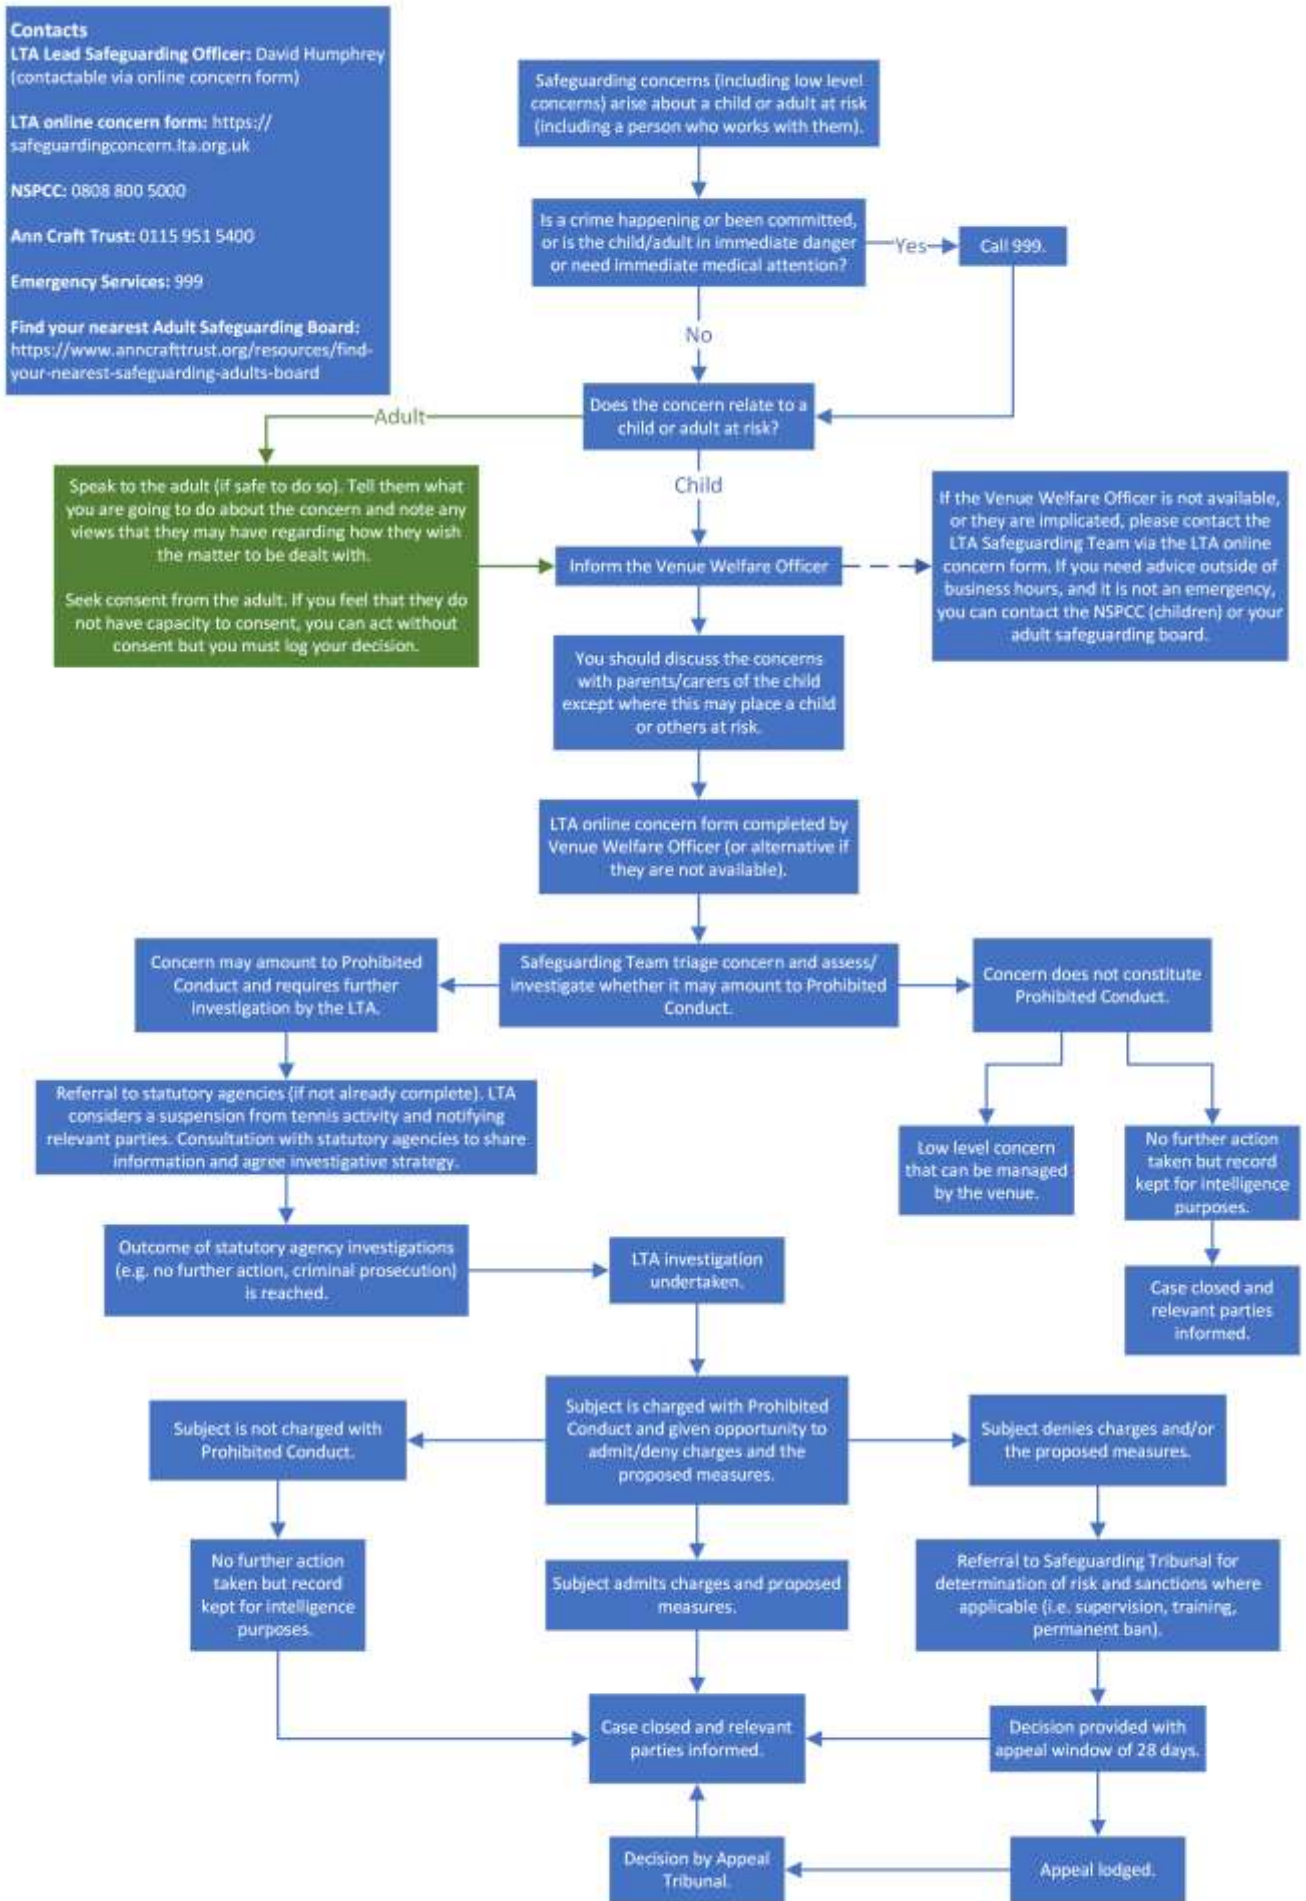 Contacts
LTA Lead Safeguarding Officer: David Humphrey
(contactable via online concern form)
LTA online concern form: https://
safeguardingconcern.lta.org.uk
NSPCC: 0808 800 5000
Ann Craft Trust: 0115 951 5400
Emergency Services: 999
Find your nearest Adult Safeguarding Board:
https://www.anncrafttrust.org/resources/find-
your-nearest-safeguarding-adults-board
Safeguarding concerns (including low level
concerns) arise about a child or adult at risk
(including a person who works with them).
Is a crime happening or been committed,
or is the child/adult in immediate danger
or need immediate medical attention?
Yes
Call 999.
No
Does the concern relate to a
child or adult at risk?
Adult
Child
Speak to the adult (if safe to do so). Tell them what
you are going to do about the concern and note any
views that they may have regarding how they wish
the matter to be dealt with.
Seek consent from the adult. If you feel that they do
not have capacity to consent, you can act without
consent but you must log your decision.
Inform the Venue Welfare Officer
If the Venue Welfare Officer is not available,
or they are implicated, please contact the
LTA Safeguarding Team via the LTA online
concern form. If you need advice outside of
business hours, and it is not an emergency,
you can contact the NSPCC (children) or your
adult safeguarding board.
You should discuss the concerns
with parents/carers of the child
except where this may place a child
or others at risk.
LTA online concern form completed by
Venue Welfare Officer (or alternative if
they are not available).
Concern may amount to Prohibited
Conduct and requires further
investigation by the LTA.
Safeguarding Team triage concern and assess/
investigate whether it may amount to Prohibited
Conduct.
Concern does not constitute
Prohibited Conduct.
Referral to statutory agencies (if not already complete). LTA
considers a suspension from tennis activity and notifying
relevant parties. Consultation with statutory agencies to share
information and agree investigative strategy.
Low level concern
that can be managed
by the venue.
No further action
taken but record
kept for intelligence
purposes.
Outcome of statutory agency investigations
(e.g. no further action, criminal prosecution)
is reached.
LTA investigation
undertaken.
Case closed and
relevant parties
informed.
Subject is not charged with
Prohibited Conduct.
Subject is charged with Prohibited
Conduct and given opportunity to
admit/deny charges and the
proposed measures.
Subject denies charges and/or
the proposed measures.
No further action
taken but record
kept for intelligence
purposes.
Subject admits charges and proposed
measures.
Referral to Safeguarding Tribunal for
determination of risk and sanctions where
applicable (i.e. supervision, training,
permanent ban).
Case closed and relevant
parties informed.
Decision provided with
appeal window of 28 days.
Decision by Appeal
Tribunal.
Appeal lodged.